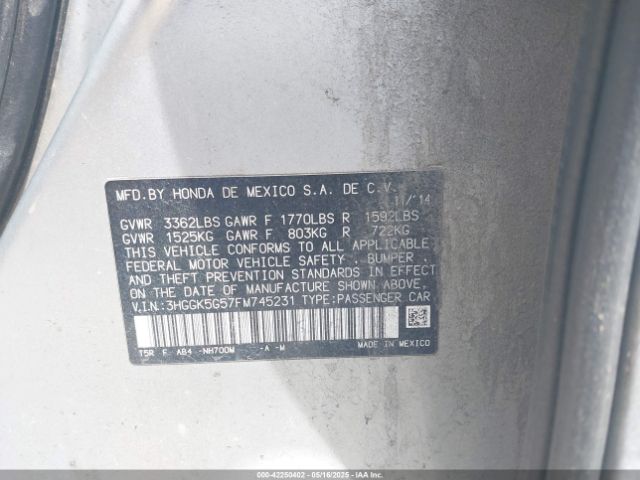 MFD.BY HONDA DE MEXICO S.A. DE C.V.
11/'14
GVWR 3362LBS GAWR F 1770LBS R 1592LBS
GVWR 1525KG GAWR F 803KG R 722KG
THIS VEHICLE CONFORMS TO ALL APPLICABLE
FEDERAL MOTOR VEHICLE SAFETY , BUMPER ,
AND THEFT PREVENTION STANDARDS IN EFFECT
ON THE DATE OF MANUFACTURE SHOWN ABOVE.
V.I.N.:3HGGK5G57FM745231 TYPE:PASSENGER CAR
T5R F AB4 -NH700M -A -M
MADE IN MEXICO
000-42250402 - 05/16/2025 - COPYRIGHT IAA, LLC.